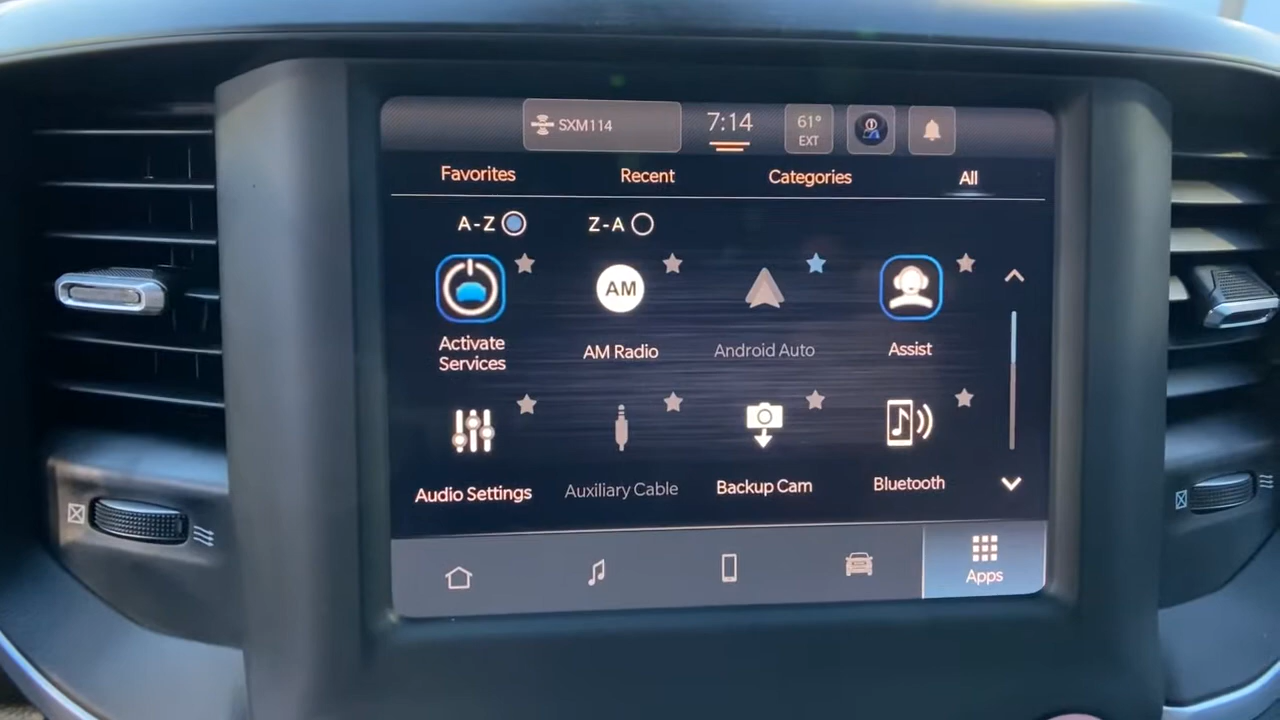 SXM114
7:14
61°
EXT
Favorites
Recent
Categories
All
A-Z
Z-A
AM
Activate
Services
AM Radio
Android Auto
Assist
Audio Settings
Auxiliary Cable
Backup Cam
Bluetooth
Apps